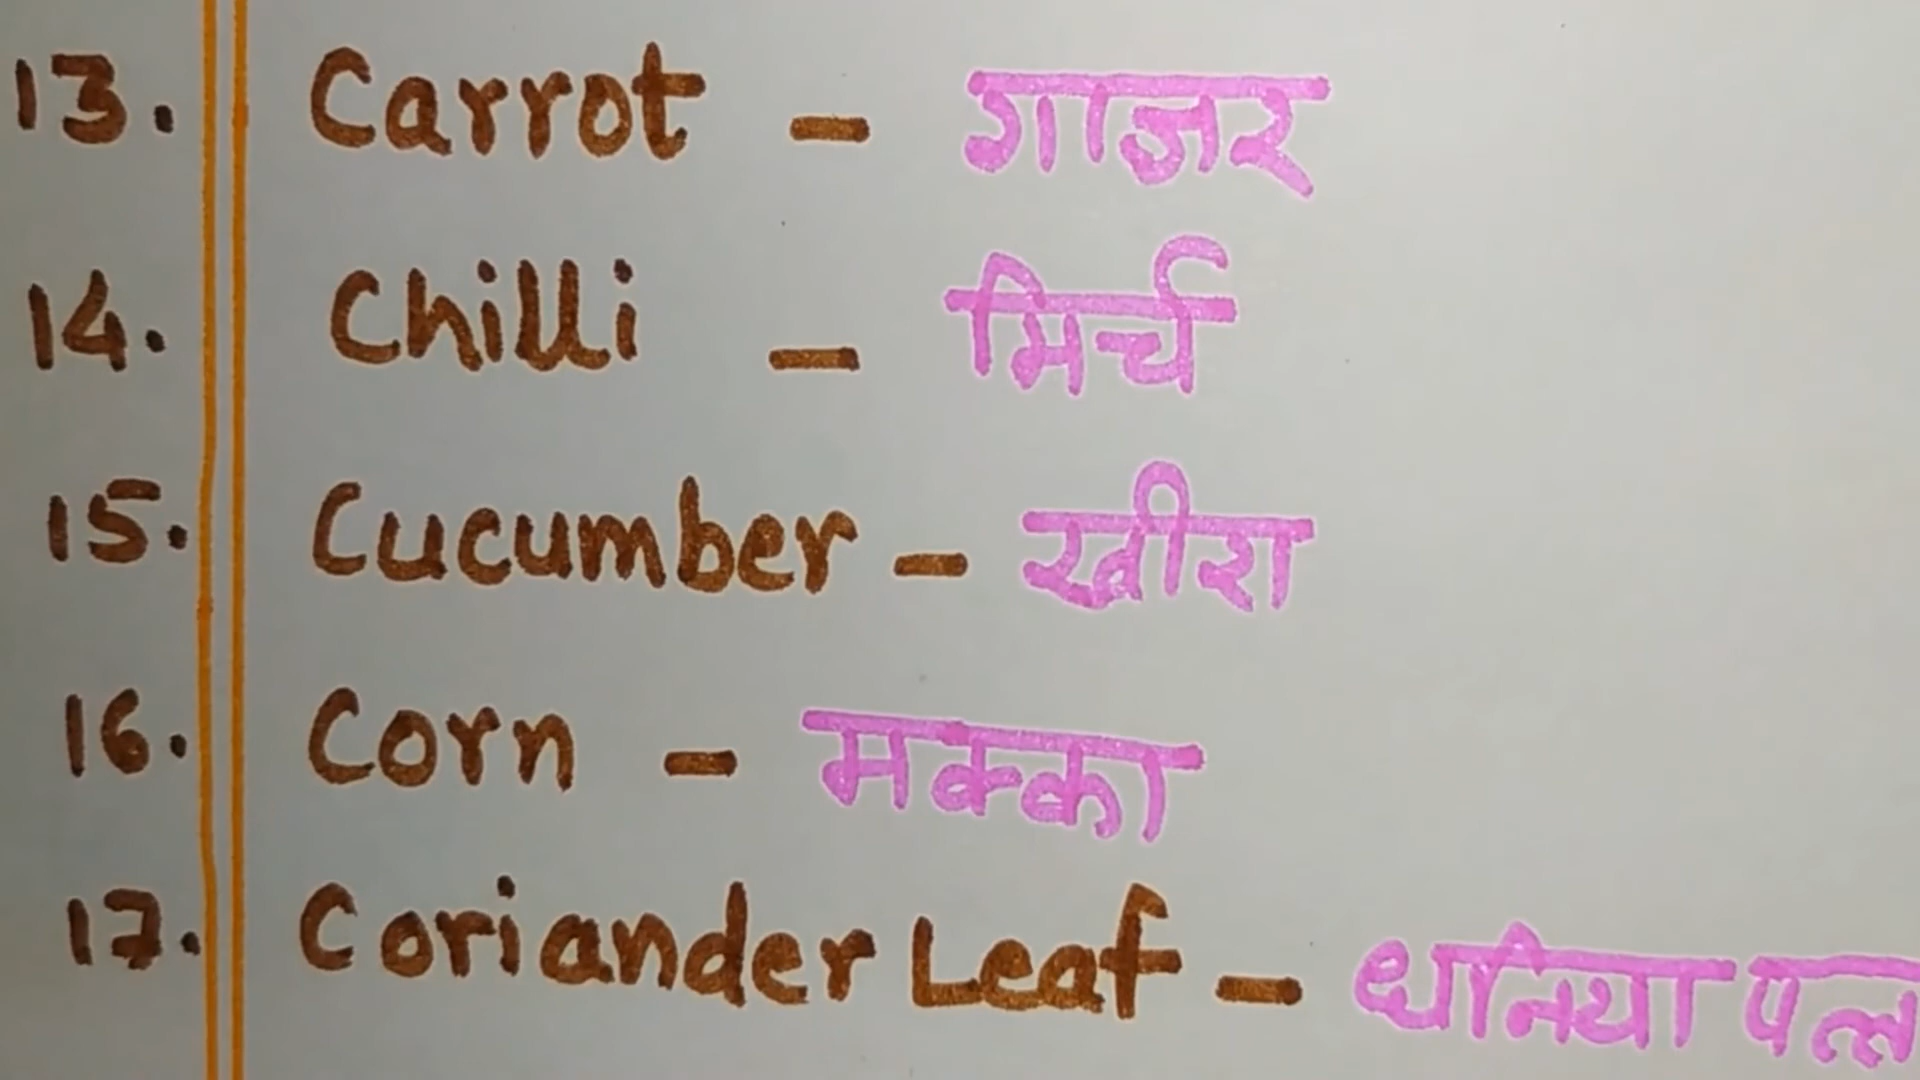 13. Carrot - गाजर
14. Chilli - मिर्च
15. Cucumber - खीरा
16. Corn - मक्का
17. Coriander Leaf - धनिया